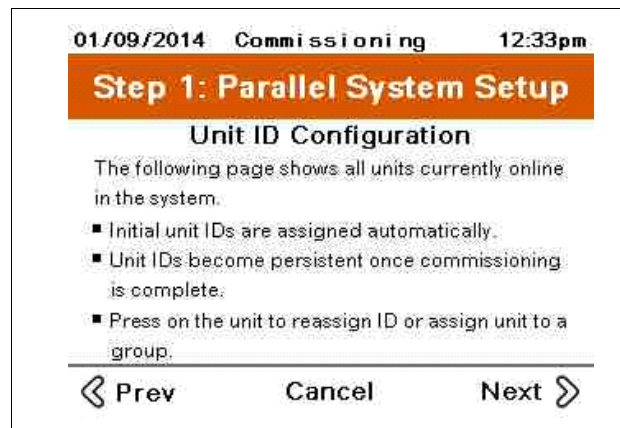 01/09/2014 Commissioning 12:33pm
Step 1: Parallel System Setup
Unit ID Configuration
The following page shows all units currently online
in the system.
▪ Initial unit IDs are assigned automatically.
▪ Unit IDs become persistent once commissioning
is complete.
▪ Press on the unit to reassign ID or assign unit to a
group.
Prev Cancel Next